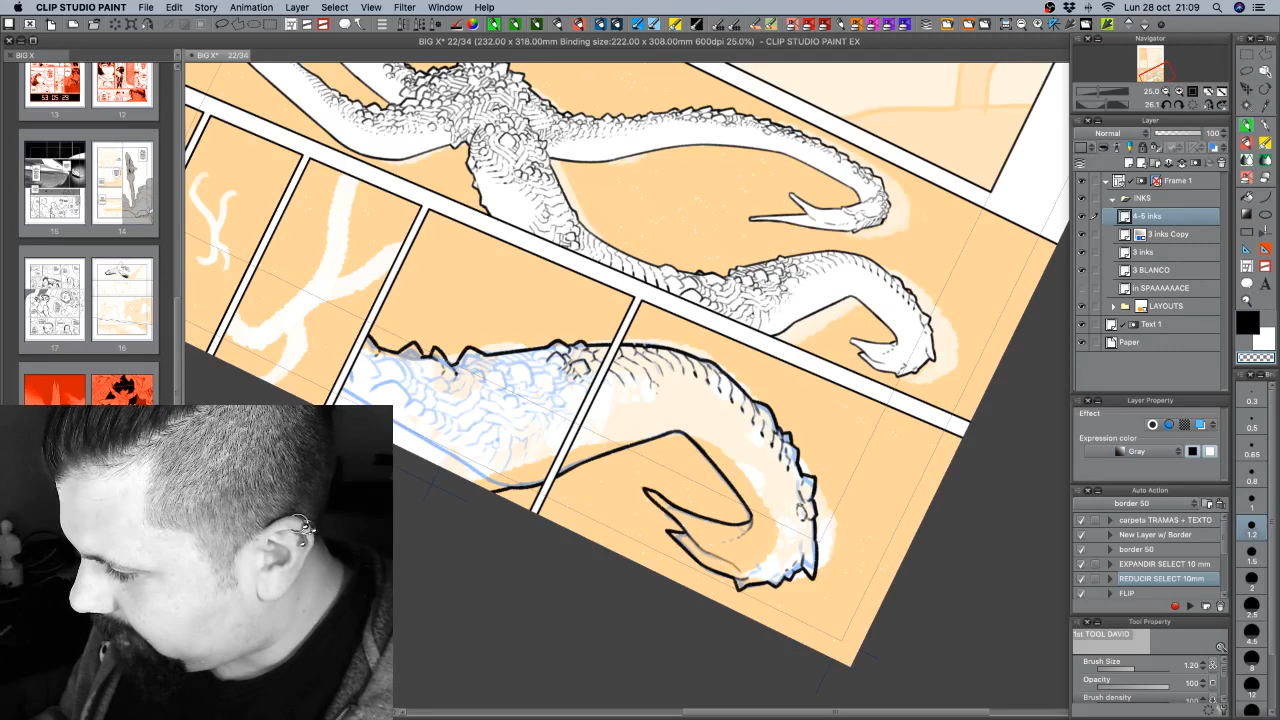 CLIP STUDIO PAINT File Edit Story Animation Layer Select View Filter Window Help
Lun 28 oct 21:09
BIG X* 22/34 (232.00 x 318.00mm Binding size:222.00 x 308.00mm 600dpi 25.0%) - CLIP STUDIO PAINT EX
BIG X
BIG X* 22/34
13 12
15 14
17 16
Navigator
25.0
26.1
Layer
Normal 100
Frame 1
INKS
4-5 inks
3 inks Copy
3 inks
3 BLANCO
in SPAAAAAACE
LAYOUTS
Text 1
Paper
Layer Property
Effect
Expression color
Gray
Auto Action
border 50
carpeta TRAMAS + TEXTO
New Layer w/ Border
border 50
EXPANDIR SELECT 10 mm
REDUCIR SELECT 10mm
FLIP
Tool Property
1st TOOL DAVID
Brush Size 1.20
Opacity 100
Brush density
To
0.3
0.5
0.65
0.8
1
1.2
1.5
2
2.5
4.5
8
12